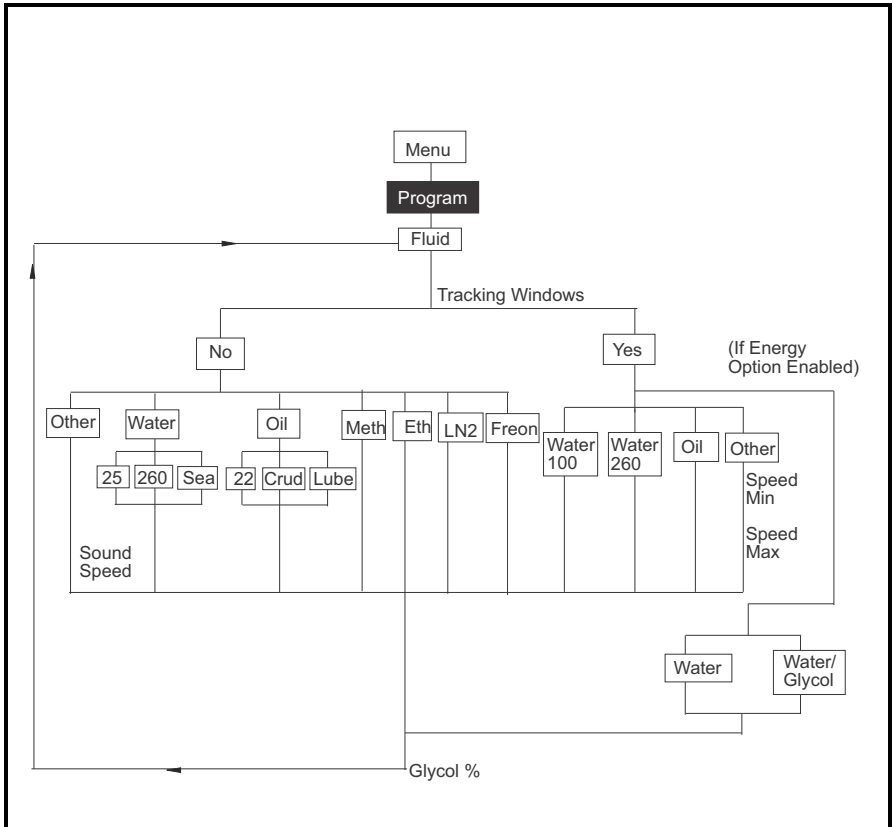 Menu
Program
Fluid
Tracking Windows
No
Yes
(If Energy
Option Enabled)
Other
Water
Oil
Meth
Eth
LN2
Freon
Water
100
Water
260
Oil
Other
25
260
Sea
22
Crud
Lube
Speed
Min
Speed
Max
Sound
Speed
Water
Water/
Glycol
Glycol %